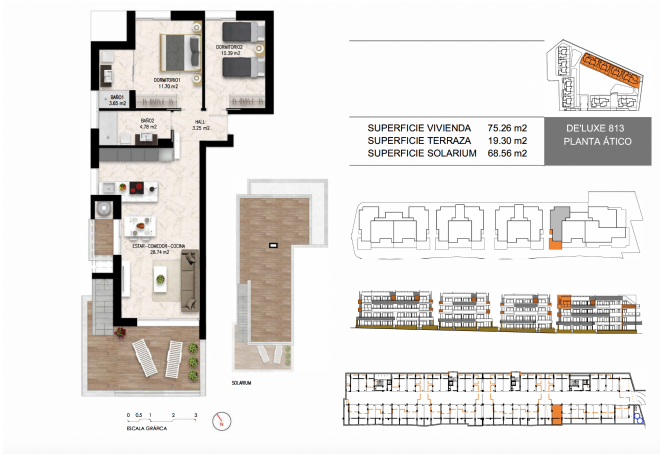 DORMITORIO1
11.70 m2
DORMITORIO2
10.39 m2
BAÑO1
3.65 m2
BAÑO2
4.78 m2
HALL
3.25 m2
ESTAR-COMEDOR-COCINA
28.74 m2
SOLARIUM
0 0.5 1 2 3
ESCALA GRÁFICA
N
SUPERFICIE VIVIENDA 75.26 m2
SUPERFICIE TERRAZA 19.30 m2
SUPERFICIE SOLARIUM 68.56 m2
DE'LUXE 813
PLANTA ÁTICO